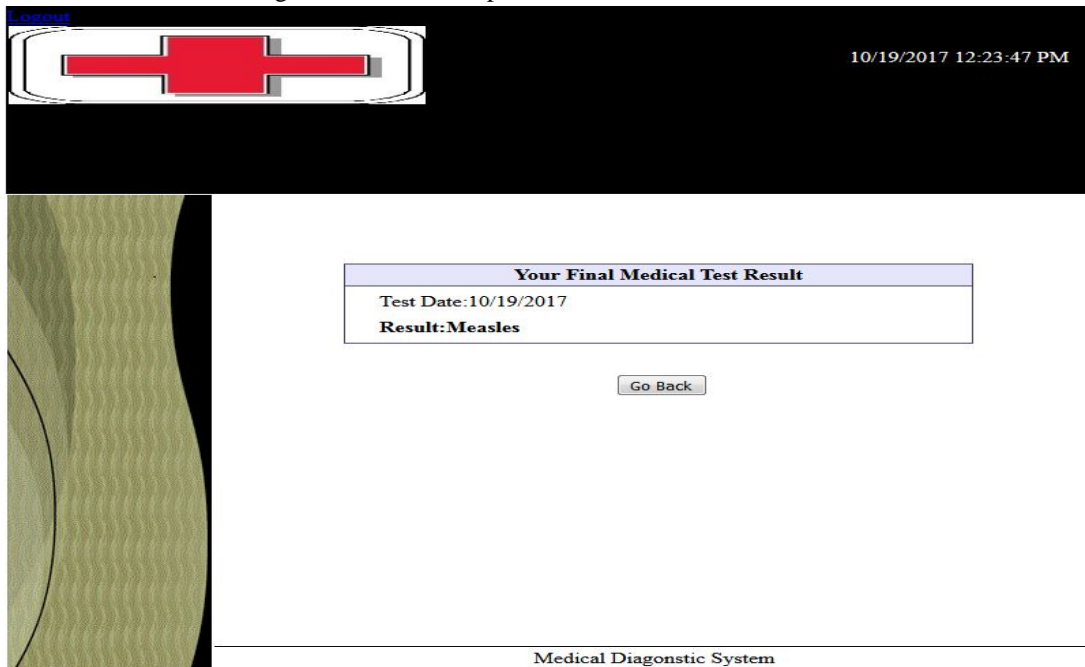 Logout
10/19/2017 12:23:47 PM
Your Final Medical Test Result
Test Date:10/19/2017
Result:Measles
Go Back
Medical Diagonstic System